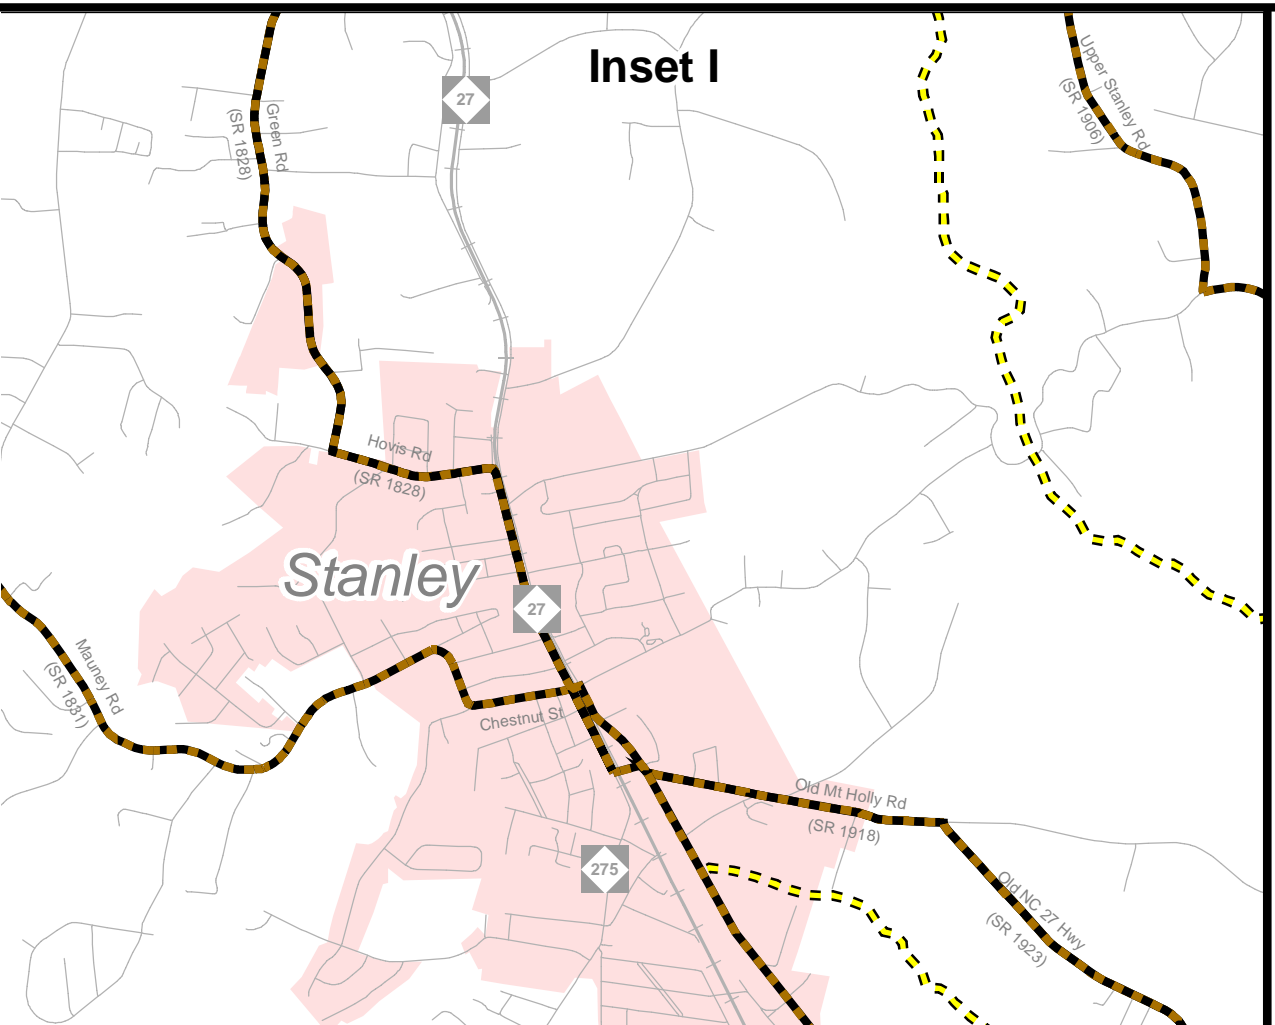 Inset I
27
Upper Stanley Rd
(SR 1906)
Green Rd
(SR 1828)
Hovis Rd
(SR 1828)
Stanley
27
Mauney Rd
(SR 1831)
Chestnut St
Old Mt Holly Rd
(SR 1918)
275
Old NC 27 Hwy
(SR 1923)